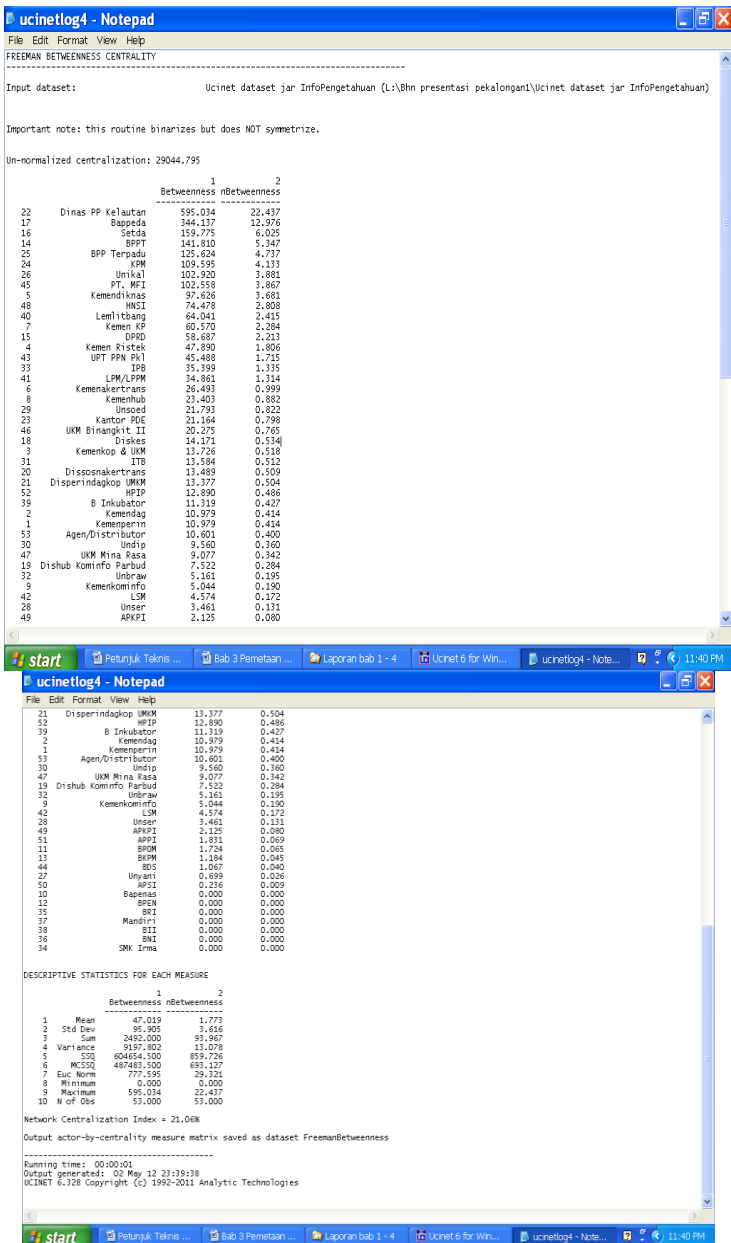 ucinetlog4 - Notepad
File Edit Format View Help
FREEMAN BETWEENNESS CENTRALITY
--------------------------------------------------------------------------------
Input dataset: Ucinet dataset jar InfoPengetahuan (L:\Bhn presentasi pekalongan1\Ucinet dataset jar InfoPengetahuan)
Important note: this routine binarizes but does NOT symmetrize.
Un-normalized centralization: 29044.795
1 2
Betweenness nBetweenness
------------ ------------
22 Dinas PP Kelautan 595.034 22.437
17 Bappeda 344.137 12.976
16 Setda 159.775 6.025
14 BPPT 141.810 5.347
25 BPP Terpadu 125.624 4.737
24 KPM 109.595 4.133
26 Unikal 102.920 3.881
45 PT. MFI 102.558 3.867
5 Kemendiknas 97.626 3.681
48 HNSI 74.478 2.808
40 Lemlitbang 64.041 2.415
7 Kemen KP 60.570 2.284
15 DPRD 58.687 2.213
4 Kemen Ristek 47.890 1.806
43 UPT PPN Pkl 45.488 1.715
33 IPB 35.399 1.335
41 LPM/LPPM 34.861 1.314
6 Kemenakertrans 26.493 0.999
8 Kemenhub 23.403 0.882
29 Unsoed 21.793 0.822
23 Kantor PDE 21.164 0.798
46 UKM Binangkit II 20.275 0.765
18 Diskes 14.171 0.534
3 Kemenkop & UKM 13.726 0.518
31 ITB 13.584 0.512
20 Dissosnakertrans 13.489 0.509
21 Disperindagkop UMKM 13.377 0.504
52 HPIP 12.890 0.486
39 B Inkubator 11.319 0.427
2 Kemendag 10.979 0.414
1 Kemenperin 10.979 0.414
53 Agen/Distributor 10.601 0.400
30 Undip 9.560 0.360
47 UKM Mina Rasa 9.077 0.342
19 Dishub Kominfo Parbud 7.522 0.284
32 Unbraw 5.161 0.195
9 Kemenkominfo 5.044 0.190
42 LSM 4.574 0.172
28 Unser 3.461 0.131
49 APKPI 2.125 0.080
start Petunjuk Teknis ... Bab 3 Pemetaan ... Laporan bab 1 - 4 Ucinet 6 for Win... ucinetlog4 - Note... 11:40 PM
ucinetlog4 - Notepad
File Edit Format View Help
21 Disperindagkop UMKM 13.377 0.504
52 HPIP 12.890 0.486
39 B Inkubator 11.319 0.427
2 Kemendag 10.979 0.414
1 Kemenperin 10.979 0.414
53 Agen/Distributor 10.601 0.400
30 Undip 9.560 0.360
47 UKM Mina Rasa 9.077 0.342
19 Dishub Kominfo Parbud 7.522 0.284
32 Unbraw 5.161 0.195
9 Kemenkominfo 5.044 0.190
42 LSM 4.574 0.172
28 Unser 3.461 0.131
49 APKPI 2.125 0.080
51 APPI 1.831 0.069
11 BPOM 1.724 0.065
13 BKPM 1.184 0.045
44 BDS 1.067 0.040
27 Unyani 0.699 0.026
50 APSI 0.236 0.009
10 Bapenas 0.000 0.000
12 BPEN 0.000 0.000
35 BRI 0.000 0.000
37 Mandiri 0.000 0.000
38 BII 0.000 0.000
36 BNI 0.000 0.000
34 SMK Irma 0.000 0.000
DESCRIPTIVE STATISTICS FOR EACH MEASURE
1 2
Betweenness nBetweenness
------------ ------------
1 Mean 47.019 1.773
2 Std Dev 95.905 3.616
3 Sum 2492.000 93.967
4 Variance 9197.802 13.078
5 SSQ 604654.500 859.726
6 MCSSQ 487483.500 693.127
7 Euc Norm 777.595 29.321
8 Minimum 0.000 0.000
9 Maximum 595.034 22.437
10 N of Obs 53.000 53.000
Network Centralization Index = 21.06%
Output actor-by-centrality measure matrix saved as dataset FreemanBetweenness
----------------------------------------
Running time: 00:00:01
Output generated: 02 May 12 23:39:38
UCINET 6.328 Copyright (c) 1992-2011 Analytic Technologies
start Petunjuk Teknis ... Bab 3 Pemetaan ... Laporan bab 1 - 4 Ucinet 6 for Win... ucinetlog4 - Note... 11:40 PM